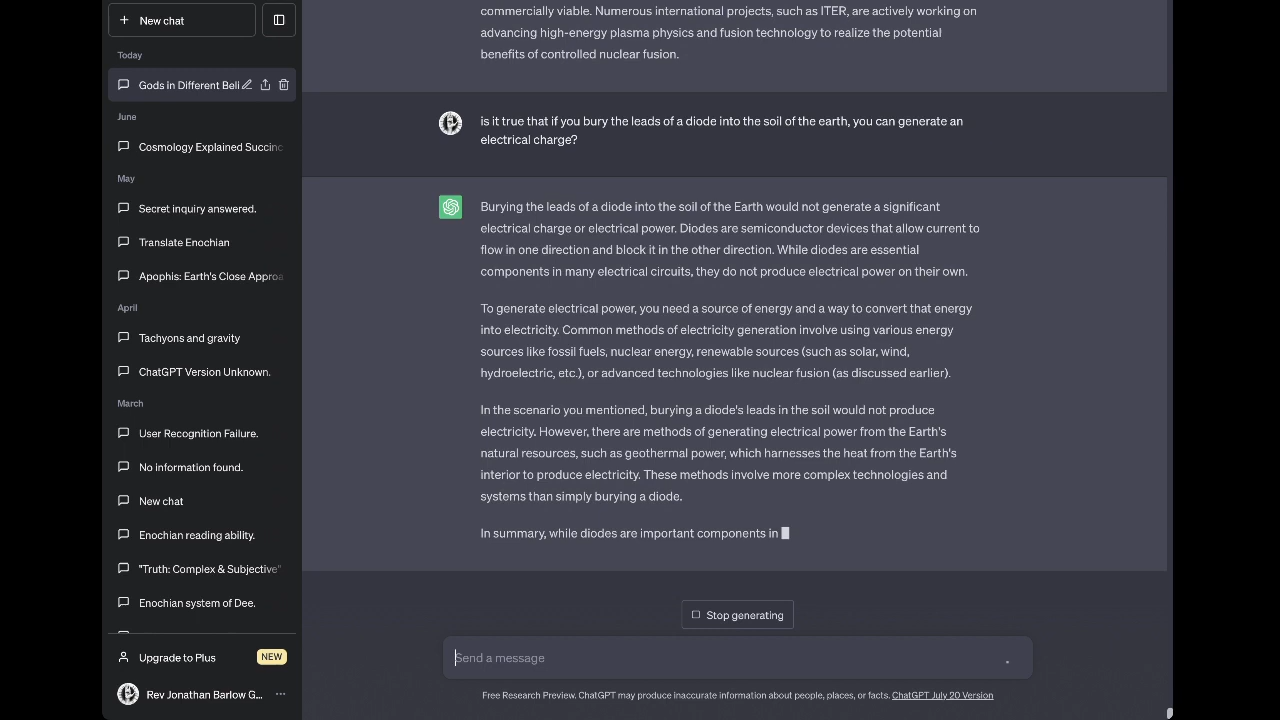 New chat
Today
Gods in Different Beli
June
Cosmology Explained Succinc
May
Secret inquiry answered.
Translate Enochian
Apophis: Earth's Close Approa
April
Tachyons and gravity
ChatGPT Version Unknown.
March
User Recognition Failure.
No information found.
New chat
Enochian reading ability.
"Truth: Complex & Subjective"
Enochian system of Dee.
Upgrade to Plus NEW
Rev Jonathan Barlow G...
commercially viable. Numerous international projects, such as ITER, are actively working on
advancing high-energy plasma physics and fusion technology to realize the potential
benefits of controlled nuclear fusion.
is it true that if you bury the leads of a diode into the soil of the earth, you can generate an
electrical charge?
Burying the leads of a diode into the soil of the Earth would not generate a significant
electrical charge or electrical power. Diodes are semiconductor devices that allow current to
flow in one direction and block it in the other direction. While diodes are essential
components in many electrical circuits, they do not produce electrical power on their own.
To generate electrical power, you need a source of energy and a way to convert that energy
into electricity. Common methods of electricity generation involve using various energy
sources like fossil fuels, nuclear energy, renewable sources (such as solar, wind,
hydroelectric, etc.), or advanced technologies like nuclear fusion (as discussed earlier).
In the scenario you mentioned, burying a diode's leads in the soil would not produce
electricity. However, there are methods of generating electrical power from the Earth's
natural resources, such as geothermal power, which harnesses the heat from the Earth's
interior to produce electricity. These methods involve more complex technologies and
systems than simply burying a diode.
In summary, while diodes are important components in
Stop generating
Send a message
Free Research Preview. ChatGPT may produce inaccurate information about people, places, or facts. ChatGPT July 20 Version